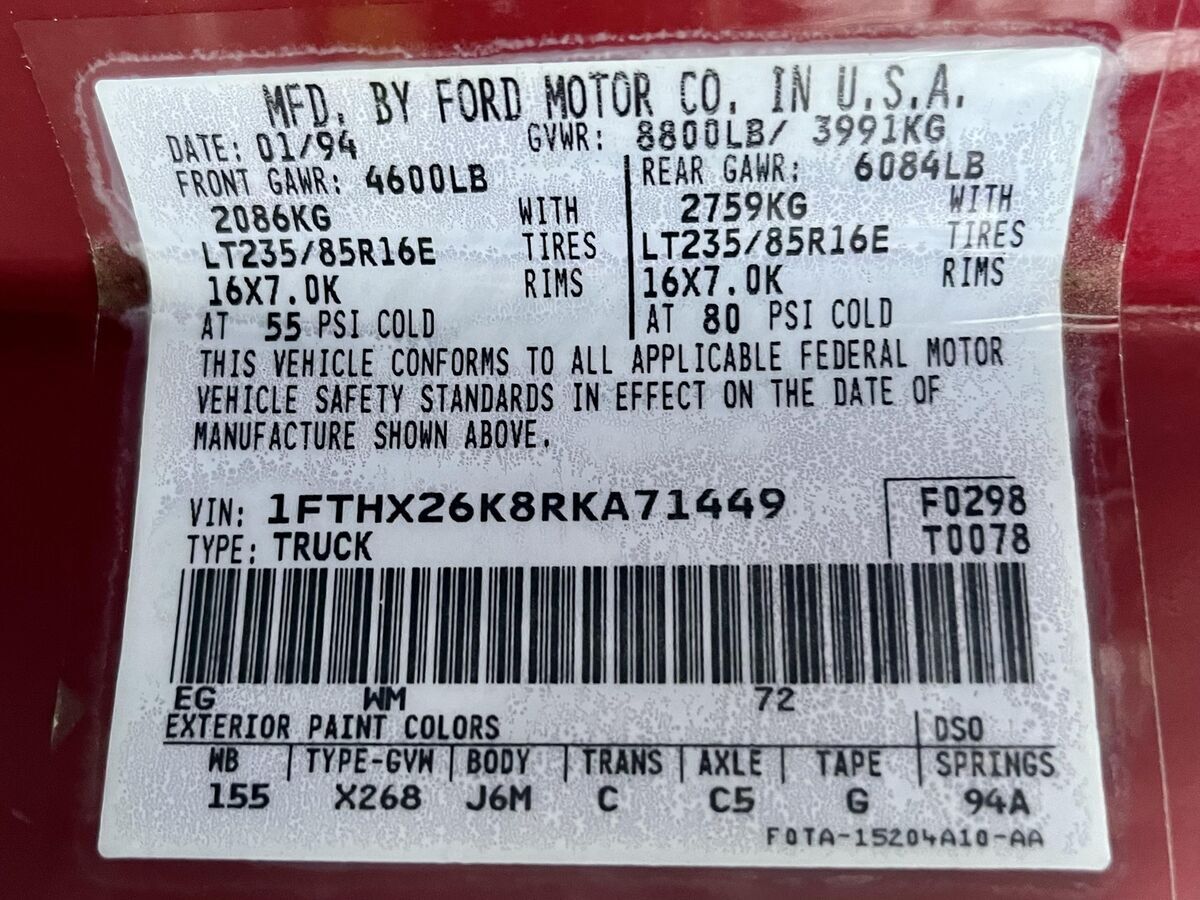 MFD. BY FORD MOTOR CO. IN U.S.A.
DATE: 01/94 GVWR: 8800LB/ 3991KG
FRONT GAWR: 4600LB REAR GAWR: 6084LB
2086KG WITH 2759KG WITH
LT235/85R16E TIRES LT235/85R16E TIRES
16X7.0K RIMS 16X7.0K RIMS
AT 55 PSI COLD AT 80 PSI COLD
THIS VEHICLE CONFORMS TO ALL APPLICABLE FEDERAL MOTOR
VEHICLE SAFETY STANDARDS IN EFFECT ON THE DATE OF
MANUFACTURE SHOWN ABOVE.
VIN: 1FTHX26K8RKA71449 F0298
TYPE: TRUCK T0078
EG WM 72
EXTERIOR PAINT COLORS DSO
WB TYPE-GVW BODY TRANS AXLE TAPE SPRINGS
155 X268 J6M C C5 G 94A
F0TA-15204A10-AA